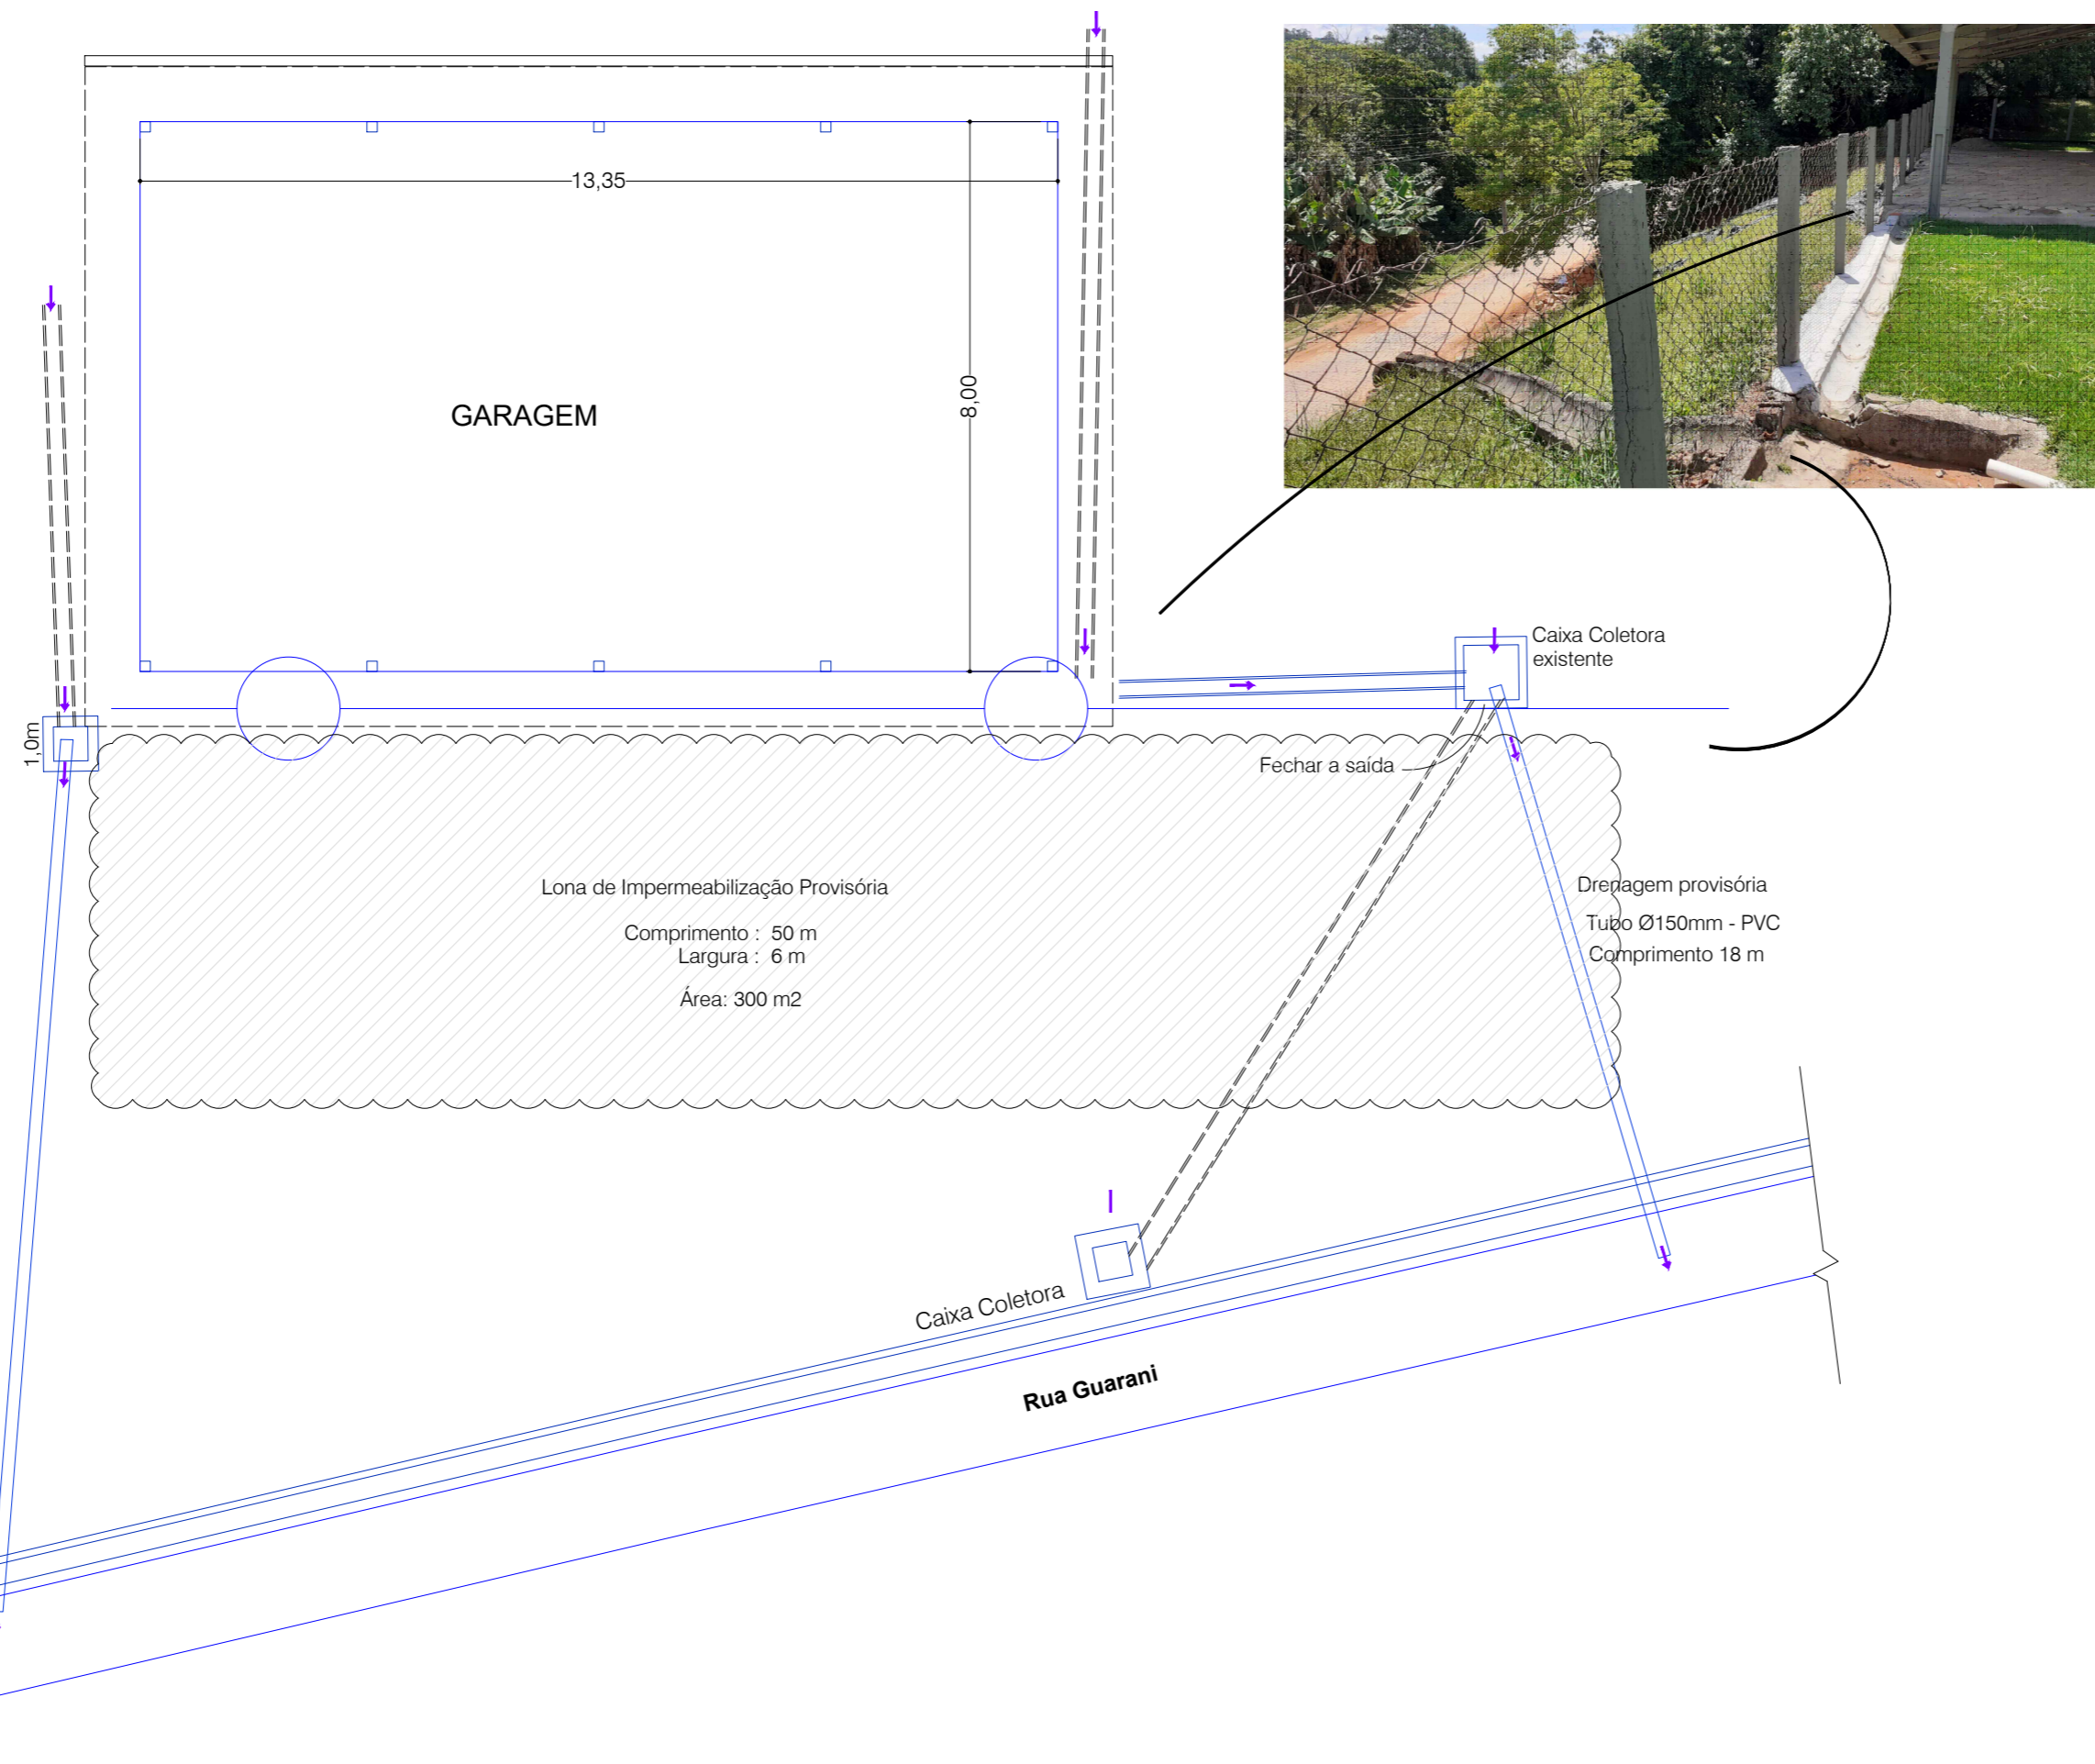 13,35
8,00
GARAGEM
Caixa Coletora
existente
1,0m
Fechar a saída
Lona de Impermeabilização Provisória
Comprimento : 50 m
Largura : 6 m
Área: 300 m2
Drenagem provisória
Tubo Ø150mm - PVC
Comprimento 18 m
Caixa Coletora
Rua Guarani